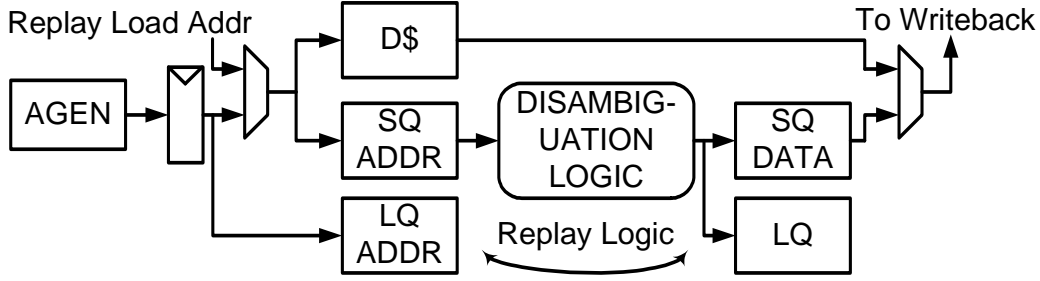 Replay Load Addr
To Writeback
D$
AGEN
SQ
ADDR
DISAMBIG-
UATION
LOGIC
SQ
DATA
LQ
ADDR
Replay Logic
LQ